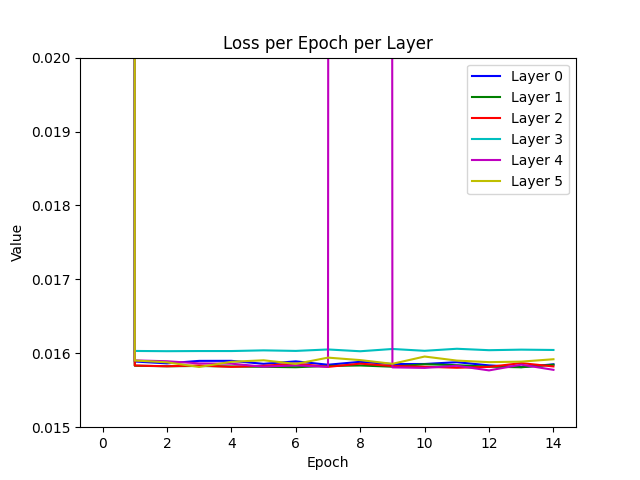 Loss per Epoch per Layer
0.020
0.019
0.018
0.017
0.016
0.015
Value
0 2 4 6 8 10 12 14
Epoch
Layer 0
Layer 1
Layer 2
Layer 3
Layer 4
Layer 5